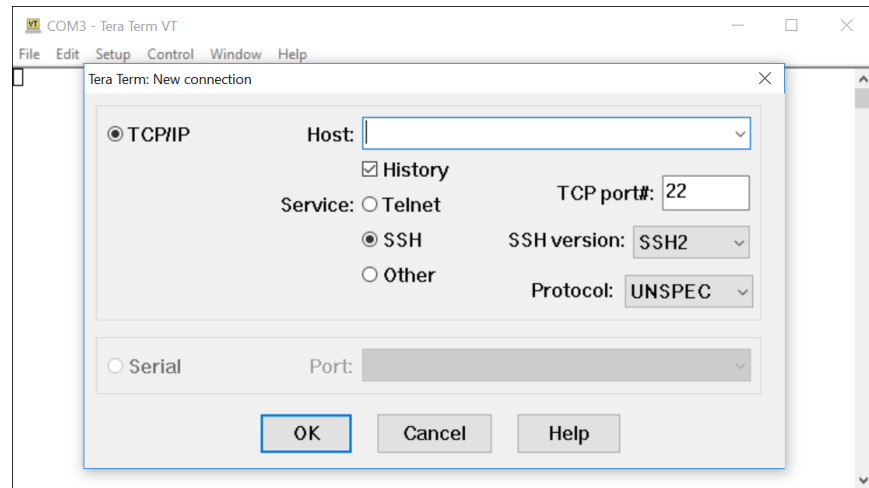 COM3 - Tera Term VT
File Edit Setup Control Window Help
Tera Term: New connection
TCP/IP Host:
History
TCP port#: 22
Service: Telnet
SSH SSH version: SSH2
Other
Protocol: UNSPEC
Serial Port:
OK Cancel Help